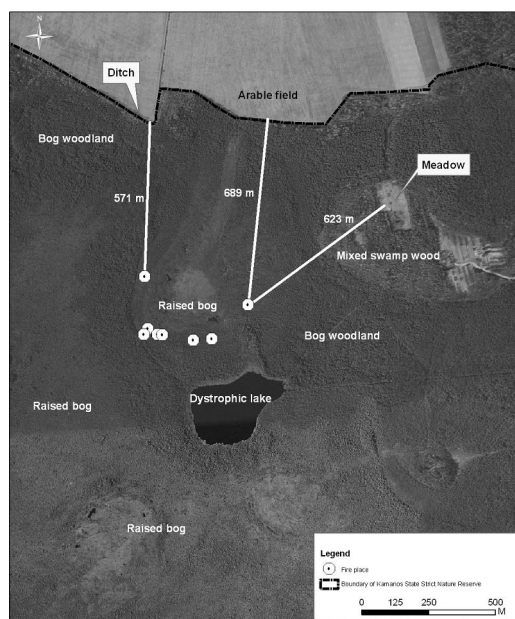 N
Ditch
Arable field
Bog woodland
Meadow
571 m
689 m
623 m
Mixed swamp wood
Raised bog
Bog woodland
Dystrophic lake
Raised bog
Raised bog
Legend
Fire place
Boundary of Kamanos State Strict Nature Reserve
0 125 250 500
M